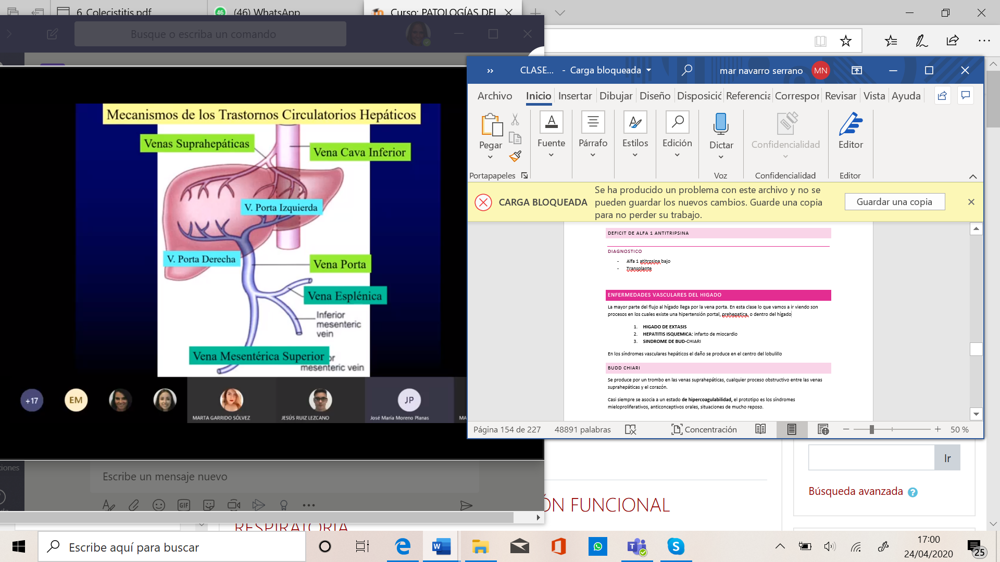 6. Colecistitis.pdf
46
(46) WhatsApp
Curso: PATOLOGÍAS DEL
Busque o escriba un comando
Mecanismos de los Trastornos Circulatorios Hepáticos
Venas Suprahepáticas
Vena Cava Inferior
V. Porta Izquierda
V. Porta Derecha
Vena Porta
Vena Esplénica
Inferior
mesenteric
vein
Vena Mesentérica Superior
mesenteric vein
+17
EM
JP
MARTA GARRIDO SÓLVEZ
JESÚS RUIZ LEZCANO
José María Moreno Planas
MA
Escribe un mensaje nuevo
GIF
CLASE... - Carga bloqueada
mar navarro serrano
MN
Archivo Inicio Insertar Dibujar Diseño Disposició Referencia Correspor Revisar Vista Ayuda
Pegar
Fuente
Párrafo
Estilos
Edición
Dictar
Confidencialidad
Editor
Portapapeles
Voz
Confidencialidad
Editor
CARGA BLOQUEADA
Se ha producido un problema con este archivo y no se
pueden guardar los nuevos cambios. Guarde una copia
para no perder su trabajo.
Guardar una copia
DEFICIT DE ALFA 1 ANTITRIPSINA
DIAGNOSTICO
- Alfa 1 atitrpsina bajo
- Transplante
ENFERMEDADES VASCULARES DEL HIGADO
La mayor parte del flujo al hígado llega por la vena porta. En esta clase lo que vamos a ir viendo son
procesos en los cuales existe una hipertensión portal, prehepatica, o dentro del hígado
1. HIGADO DE EXTASIS
2. HEPATITIS ISQUEMICA: infarto de miocardio
3. SINDROME DE BUD-CHIARI
En los síndromes vasculares hepáticos el daño se produce en el centro del lobulillo
BUDD CHIARI
Se produce por un trombo en las venas suprahepáticas, cualquier proceso obstructivo entre las venas
suprahepáticas y el corazón.
Casi siempre se asocia a un estado de hipercoagulabilidad, el prototipo es los síndromes
mieloproliferativos, anticonceptivos orales, situaciones de mucho reposo.
Página 154 de 227
48891 palabras
Concentración
50 %
Ir
Búsqueda avanzada
ÓN FUNCIONAL
RESPIRATORIA
Escribe aquí para buscar
17:00
24/04/2020
25